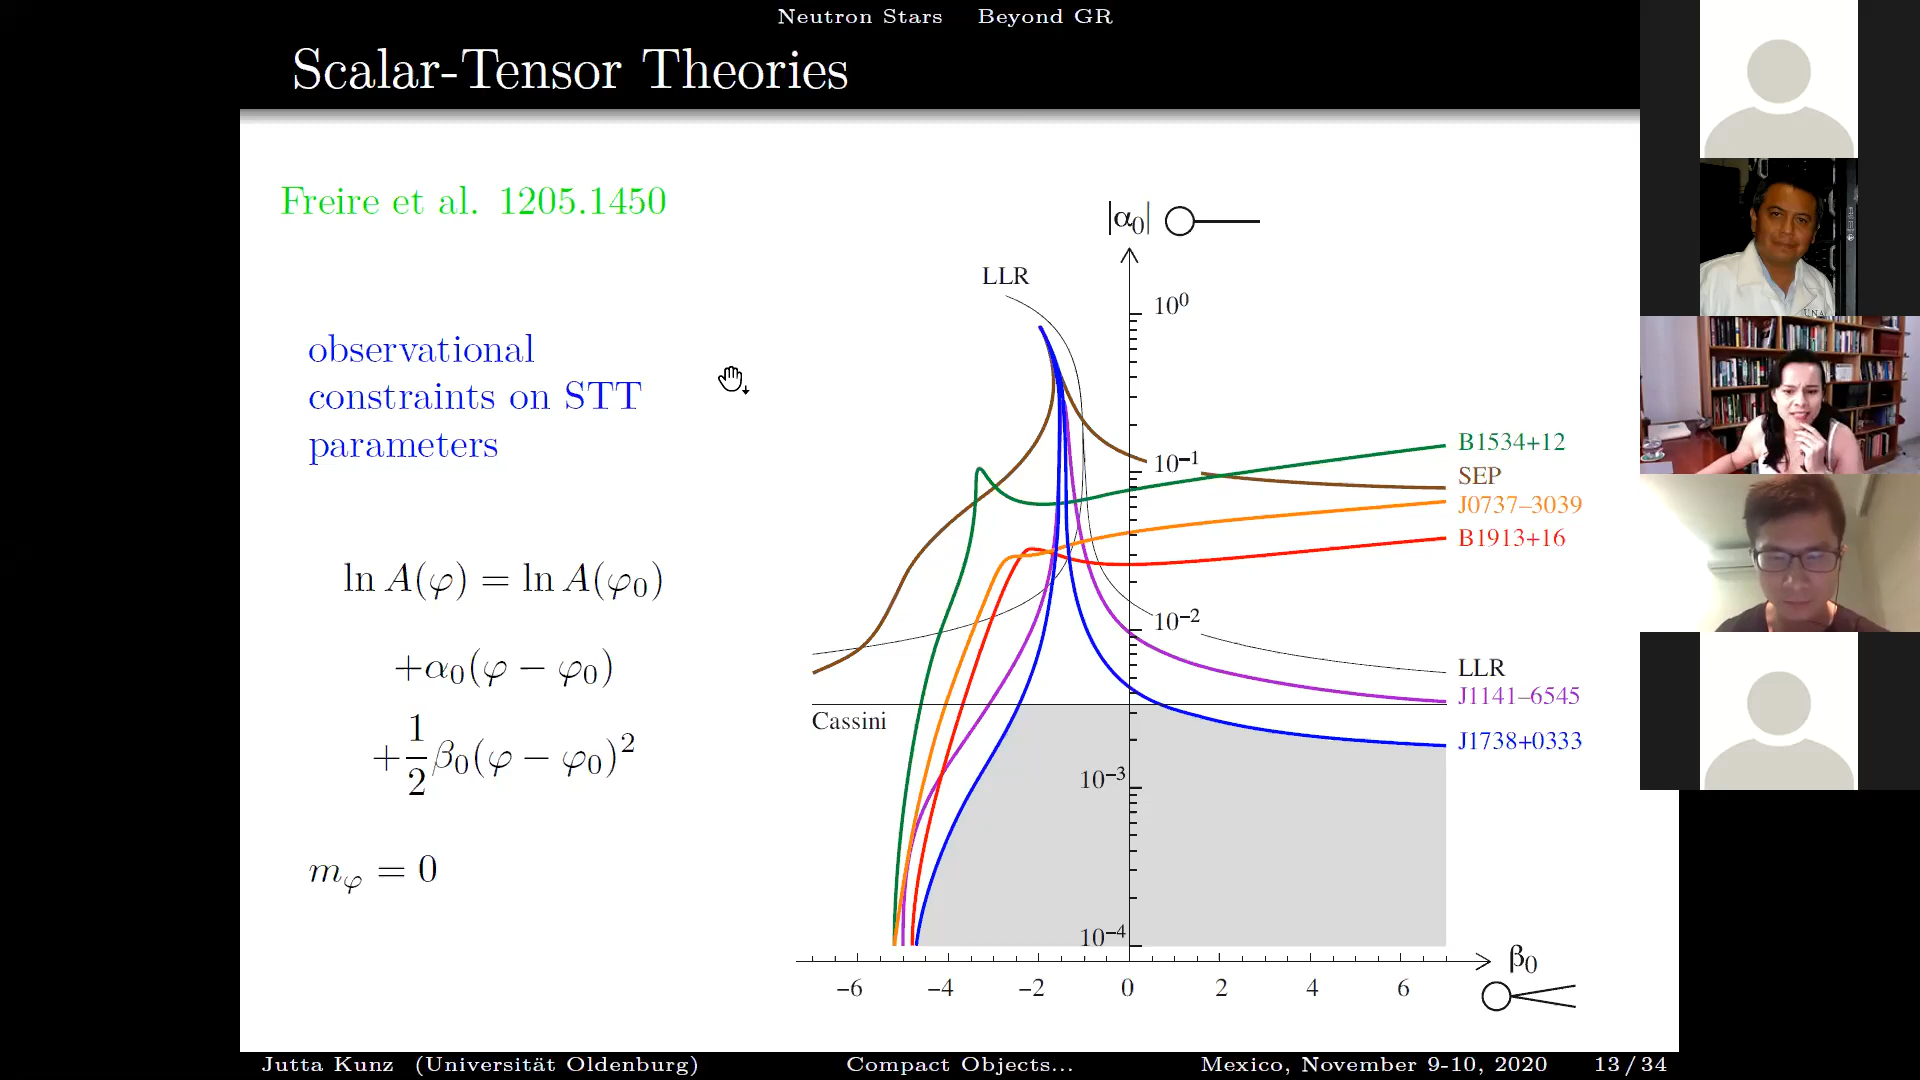 Neutron Stars Beyond GR
Scalar-Tensor Theories
Freire et al. 1205.1450
observational
constraints on STT
parameters
ln A(φ) = ln A(φ₀)
+α₀(φ − φ₀)
+1/2 β₀(φ − φ₀)²
mᵩ = 0
|α₀|
LLR
10⁰
10⁻¹
10⁻²
10⁻³
10⁻⁴
B1534+12
SEP
J0737–3039
B1913+16
LLR
J1141–6545
J1738+0333
Cassini
β₀
–6 –4 –2 0 2 4 6
Jutta Kunz (Universität Oldenburg) Compact Objects... Mexico, November 9-10, 2020 13 / 34